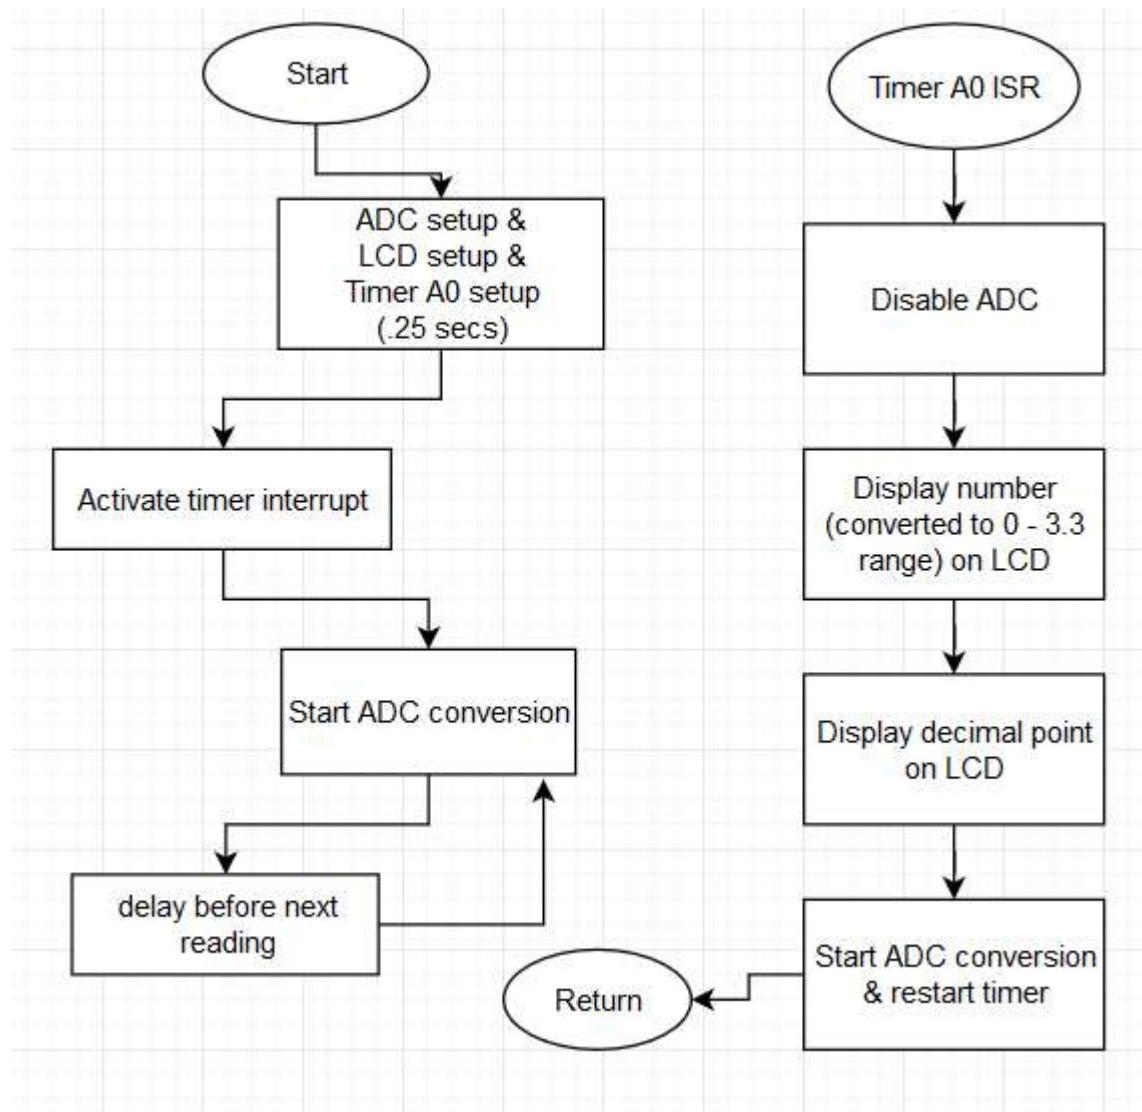 Start
ADC setup &
LCD setup &
Timer A0 setup
(.25 secs)
Activate timer interrupt
Start ADC conversion
delay before next
reading
Timer A0 ISR
Disable ADC
Display number
(converted to 0 - 3.3
range) on LCD
Display decimal point
on LCD
Start ADC conversion
& restart timer
Return